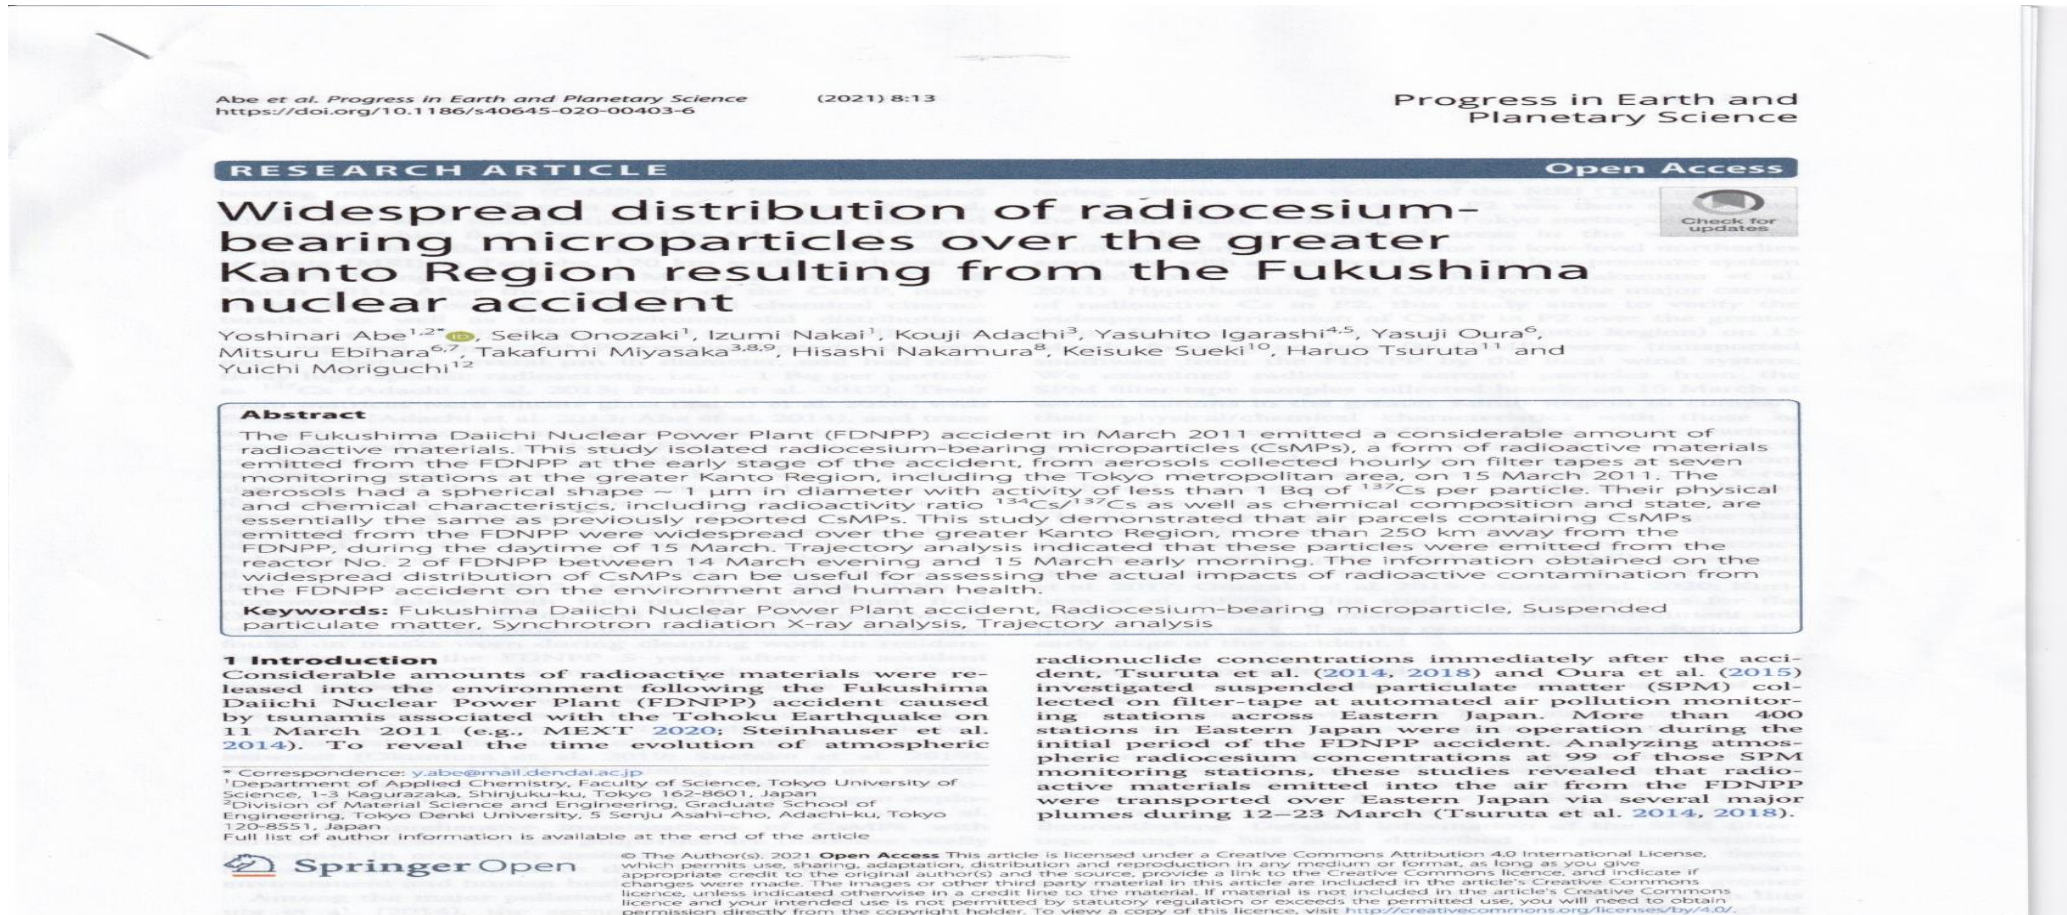 Abe et al. Progress in Earth and Planetary Science (2021) 8:13
https://doi.org/10.1186/s40645-020-00403-6
Progress in Earth and
Planetary Science
RESEARCH ARTICLE Open Access
Check for
updates
Widespread distribution of radiocesium-
bearing microparticles over the greater
Kanto Region resulting from the Fukushima
nuclear accident
Yoshinari Abe1,2* iD, Seika Onozaki1, Izumi Nakai1, Kouji Adachi3, Yasuhito Igarashi4,5, Yasuji Oura6,
Mitsuru Ebihara6,7, Takafumi Miyasaka3,8,9, Hisashi Nakamura8, Keisuke Sueki10, Haruo Tsuruta11 and
Yuichi Moriguchi12
Abstract
The Fukushima Daiichi Nuclear Power Plant (FDNPP) accident in March 2011 emitted a considerable amount of
radioactive materials. This study isolated radiocesium-bearing microparticles (CsMPs), a form of radioactive materials
emitted from the FDNPP at the early stage of the accident, from aerosols collected hourly on filter tapes at seven
monitoring stations at the greater Kanto Region, including the Tokyo metropolitan area, on 15 March 2011. The
aerosols had a spherical shape ~ 1 μm in diameter with activity of less than 1 Bq of 137Cs per particle. Their physical
and chemical characteristics, including radioactivity ratio 134Cs/137Cs as well as chemical composition and state, are
essentially the same as previously reported CsMPs. This study demonstrated that air parcels containing CsMPs
emitted from the FDNPP were widespread over the greater Kanto Region, more than 250 km away from the
FDNPP, during the daytime of 15 March. Trajectory analysis indicated that these particles were emitted from the
reactor No. 2 of FDNPP between 14 March evening and 15 March early morning. The information obtained on the
widespread distribution of CsMPs can be useful for assessing the actual impacts of radioactive contamination from
the FDNPP accident on the environment and human health.
Keywords: Fukushima Daiichi Nuclear Power Plant accident, Radiocesium-bearing microparticle, Suspended
particulate matter, Synchrotron radiation X-ray analysis, Trajectory analysis
1 Introduction
Considerable amounts of radioactive materials were re-
leased into the environment following the Fukushima
Daiichi Nuclear Power Plant (FDNPP) accident caused
by tsunamis associated with the Tohoku Earthquake on
11 March 2011 (e.g., MEXT 2020; Steinhauser et al.
2014). To reveal the time evolution of atmospheric
radionuclide concentrations immediately after the acci-
dent, Tsuruta et al. (2014, 2018) and Oura et al. (2015)
investigated suspended particulate matter (SPM) col-
lected on filter-tape at automated air pollution monitor-
ing stations across Eastern Japan. More than 400
stations in Eastern Japan were in operation during the
initial period of the FDNPP accident. Analyzing atmos-
pheric radiocesium concentrations at 99 of those SPM
monitoring stations, these studies revealed that radio-
active materials emitted into the air from the FDNPP
were transported over Eastern Japan via several major
plumes during 12–23 March (Tsuruta et al. 2014, 2018).
* Correspondence: y.abe@mail.dendai.ac.jp
1Department of Applied Chemistry, Faculty of Science, Tokyo University of
Science, 1-3 Kagurazaka, Shinjuku-ku, Tokyo 162-8601, Japan
2Division of Material Science and Engineering, Graduate School of
Engineering, Tokyo Denki University, 5 Senju Asahi-cho, Adachi-ku, Tokyo
120-8551, Japan
Full list of author information is available at the end of the article
Springer Open
© The Author(s). 2021 Open Access This article is licensed under a Creative Commons Attribution 4.0 International License,
which permits use, sharing, adaptation, distribution and reproduction in any medium or format, as long as you give
appropriate credit to the original author(s) and the source, provide a link to the Creative Commons licence, and indicate if
changes were made. The images or other third party material in this article are included in the article's Creative Commons
licence, unless indicated otherwise in a credit line to the material. If material is not included in the article's Creative Commons
licence and your intended use is not permitted by statutory regulation or exceeds the permitted use, you will need to obtain
permission directly from the copyright holder. To view a copy of this licence, visit http://creativecommons.org/licenses/by/4.0/.